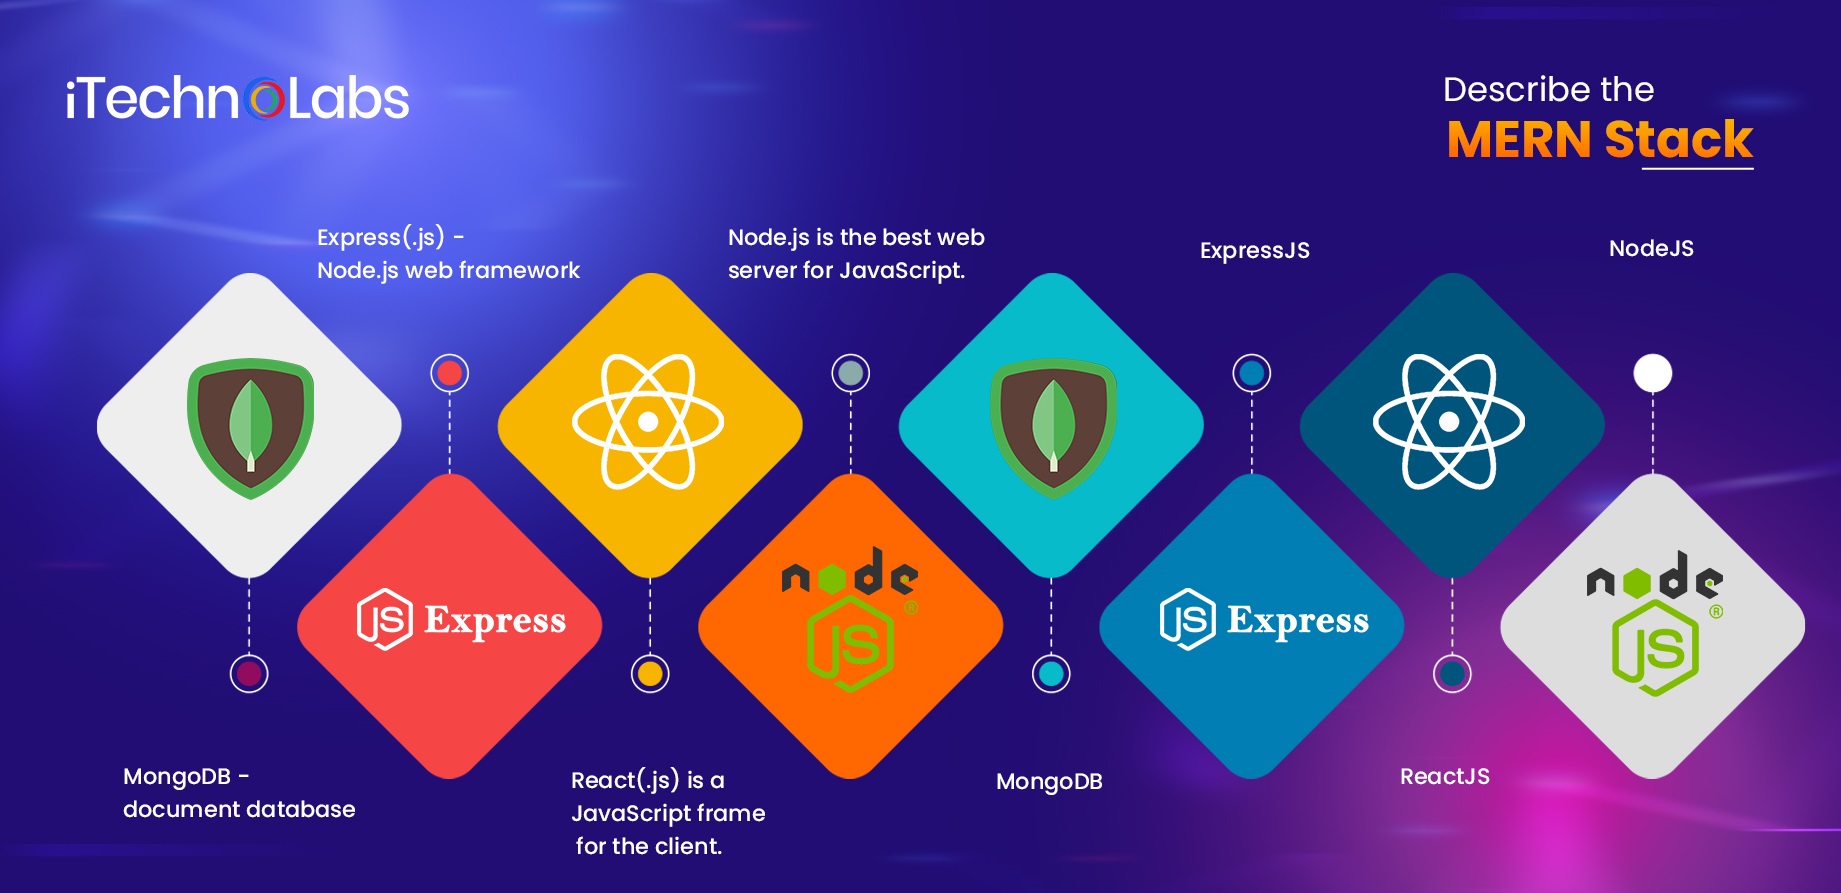 iTechnoLabs
Describe the
MERN Stack
Express(.js) -
Node.js web framework
Node.js is the best web
server for JavaScript.
ExpressJS
NodeJS
JS Express
node
JS
®
JS Express
node
JS
®
MongoDB -
document database
React(.js) is a
JavaScript frame
for the client.
MongoDB
ReactJS